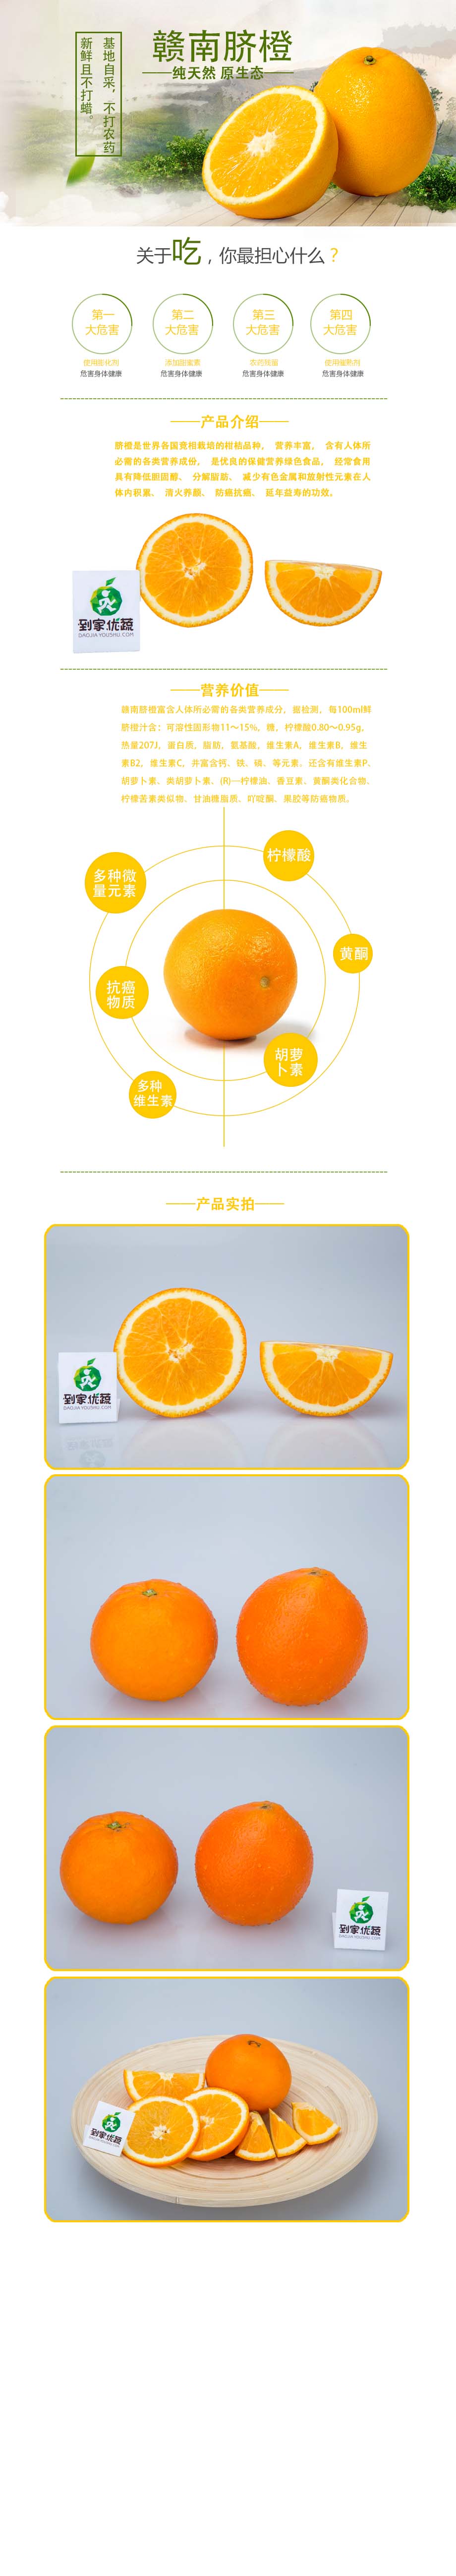 赣南脐橙
纯天然 原生态
基地自采，不打农药
新鲜且不打蜡。
关于吃，你最担心什么？
第一
大危害
第二
大危害
第三
大危害
第四
大危害
使用膨化剂
添加甜蜜素
农药残留
使用催熟剂
危害身体健康
危害身体健康
危害身体健康
危害身体健康
产品介绍
脐橙是世界各国竞相栽培的柑桔品种， 营养丰富， 含有人体所
必需的各类营养成份， 是优良的保健营养绿色食品， 经常食用
具有降低胆固醇、 分解脂肪、 减少有色金属和放射性元素在人
体内积累、 清火养颜、 防癌抗癌、 延年益寿的功效。
到家优蔬
DAOJIA YOUSHU.COM
营养价值
赣南脐橙富含人体所必需的各类营养成分，据检测，每100ml鲜
脐橙汁含：可溶性固形物11～15%，糖，柠檬酸0.80～0.95g,
热量207J，蛋白质，脂肪，氨基酸，维生素A，维生素B，维生
素B2，维生素C，并富含钙、铁、磷、等元素。还含有维生素P、
胡萝卜素、类胡萝卜素、(R)—柠檬油、香豆素、黄酮类化合物、
柠檬苦素类似物、甘油糖脂质、吖啶酮、果胶等防癌物质。
柠檬酸
多种微
量元素
黄酮
抗癌
物质
胡萝
卜素
多种
维生素
产品实拍
到家优蔬
DAOJIA YOUSHU.COM
到家优蔬
DAOJIA YOUSHU.COM
到家优蔬
DAOJIA YOUSHU.COM